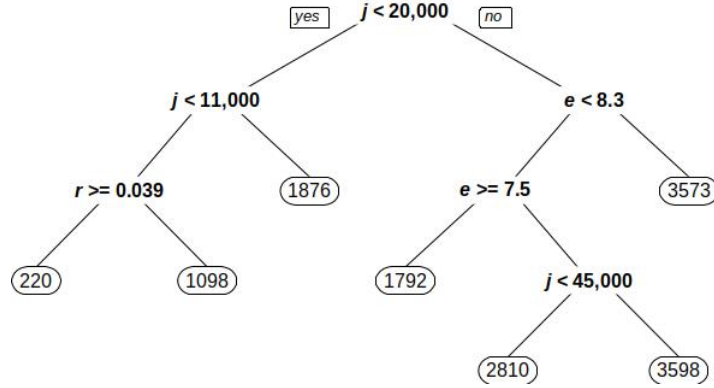 yes
j < 20,000
no
j < 11,000
e < 8.3
r >= 0.039
1876
e >= 7.5
3573
220
1098
1792
j < 45,000
2810
3598